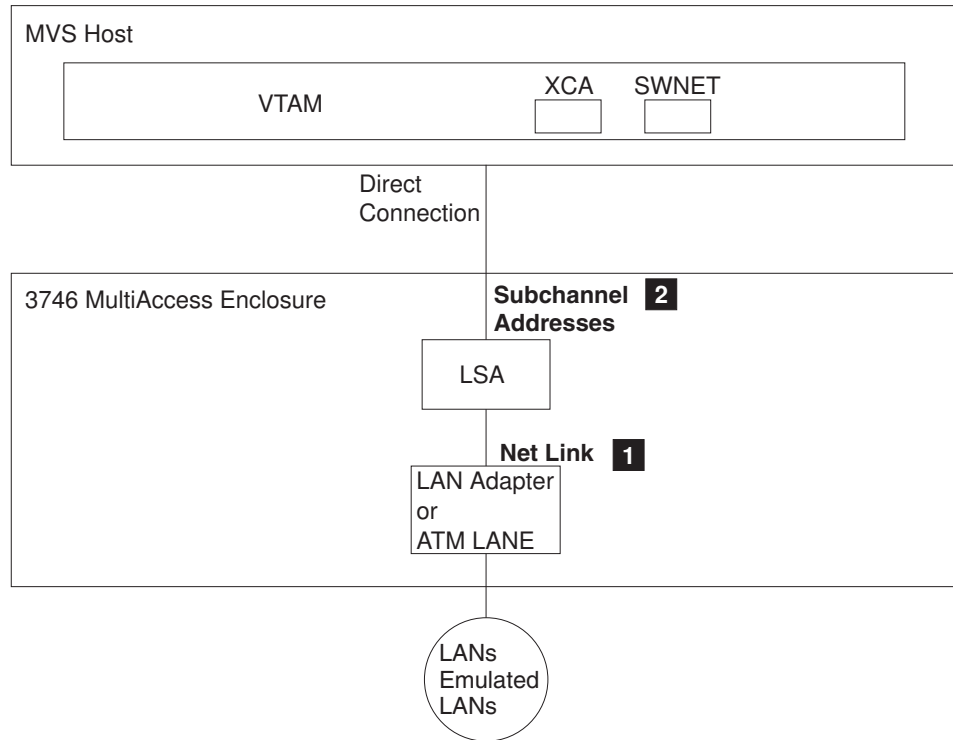 MVS Host
VTAM
XCA
SWNET
Direct
Connection
3746 MultiAccess Enclosure
Subchannel 2
Addresses
LSA
Net Link 1
LAN Adapter
or
ATM LANE
LANs
Emulated
LANs